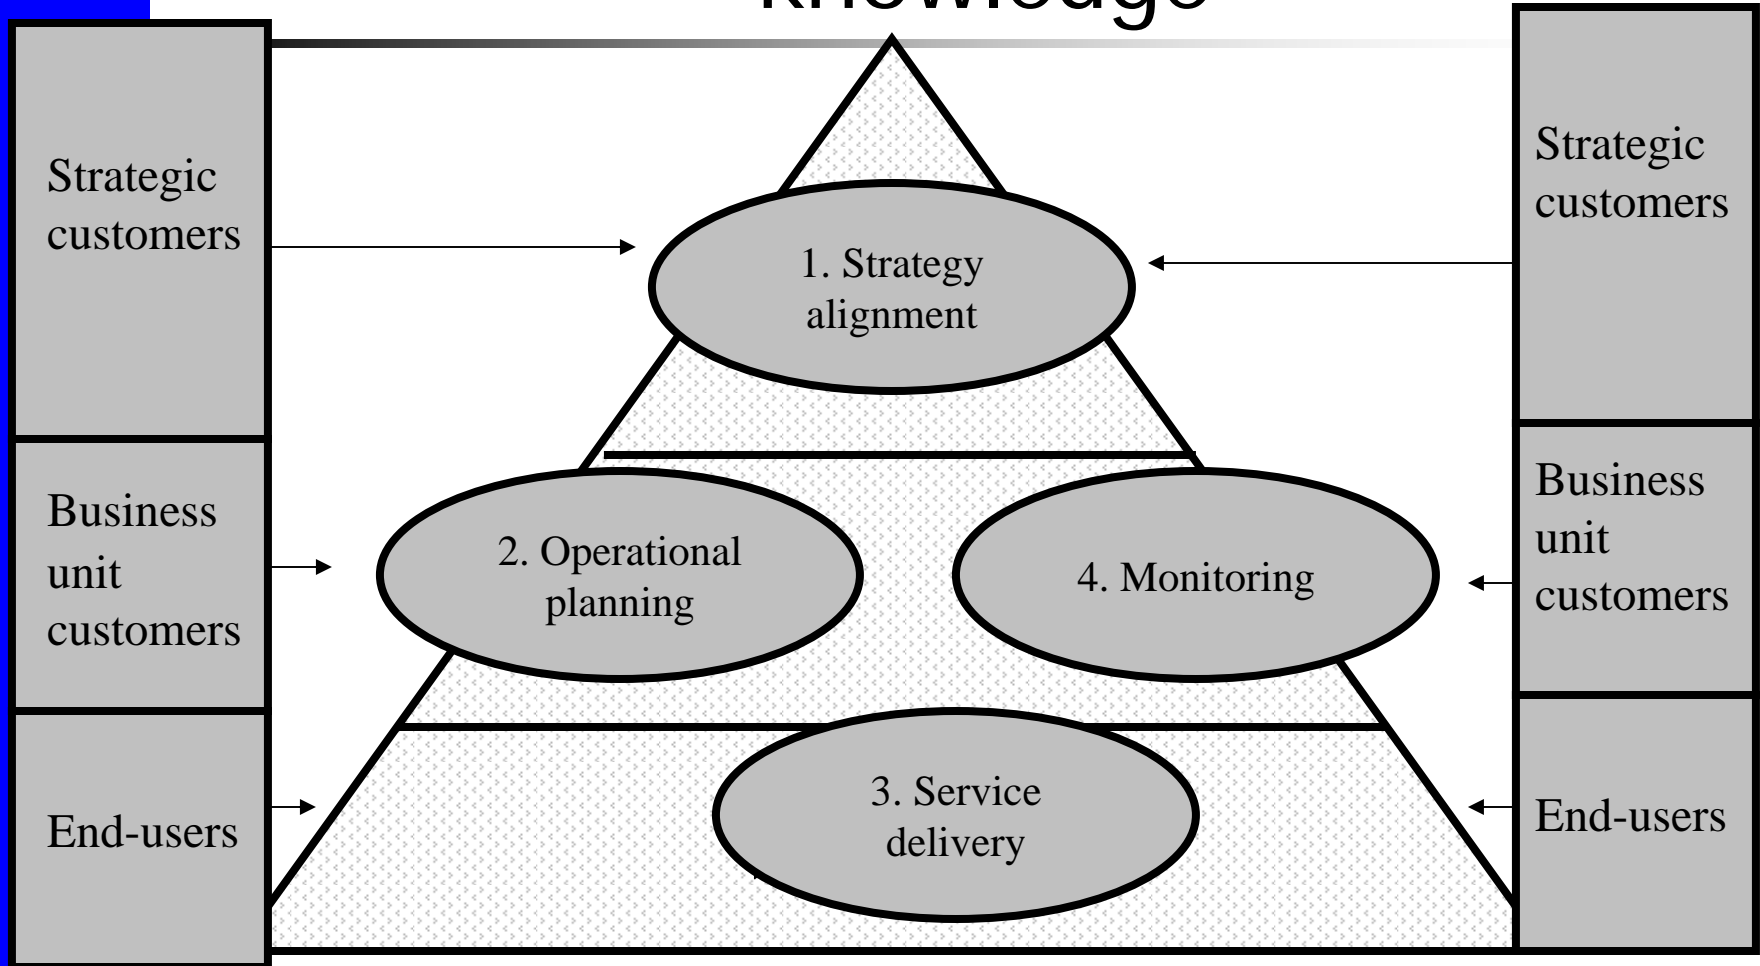 knowledge
Strategic
customers
Business
unit
customers
End-users
1. Strategy
alignment
2. Operational
planning
4. Monitoring
3. Service
delivery
Strategic
customers
Business
unit
customers
End-users